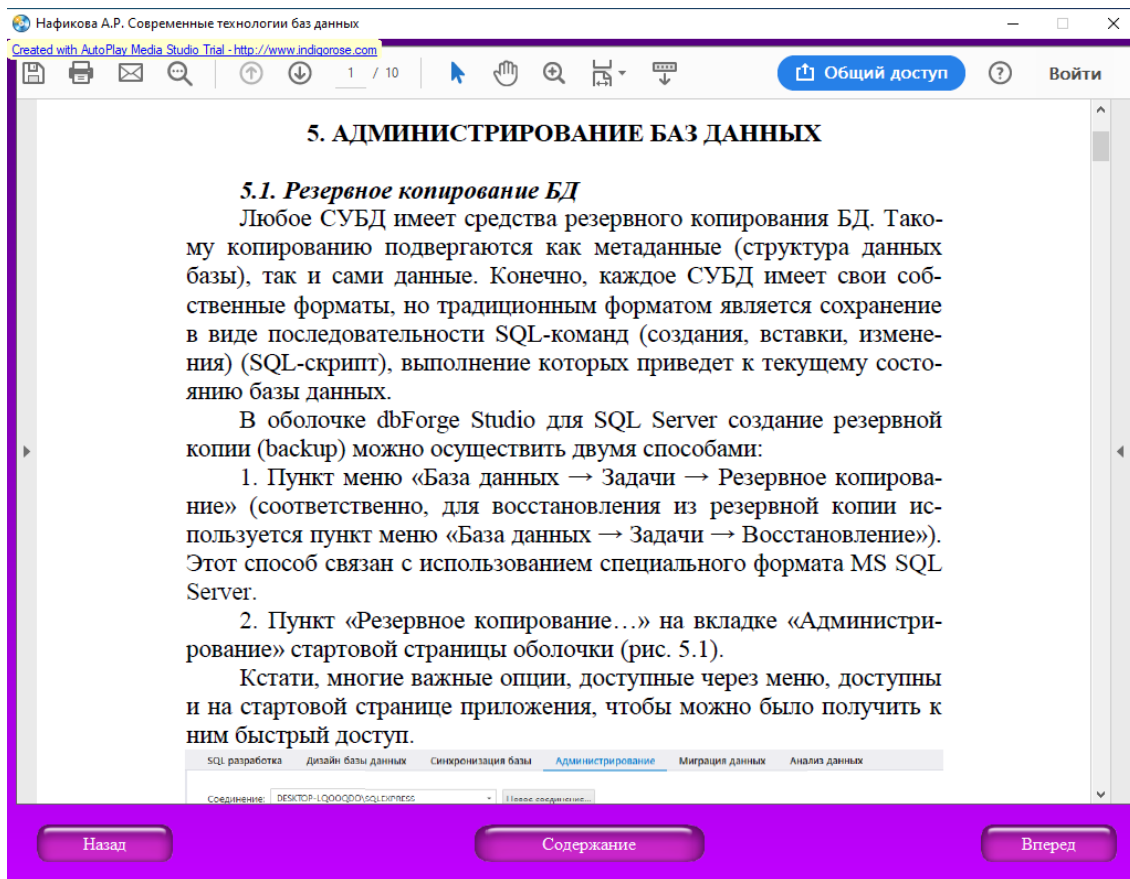 Нафикова А.Р. Современные технологии баз данных
Created with AutoPlay Media Studio Trial - http://www.indigorose.com
1 / 10
Общий доступ
Войти
5. АДМИНИСТРИРОВАНИЕ БАЗ ДАННЫХ
5.1. Резервное копирование БД
Любое СУБД имеет средства резервного копирования БД. Тако-
му копированию подвергаются как метаданные (структура данных
базы), так и сами данные. Конечно, каждое СУБД имеет свои соб-
ственные форматы, но традиционным форматом является сохранение
в виде последовательности SQL-команд (создания, вставки, измене-
ния) (SQL-скрипт), выполнение которых приведет к текущему состо-
янию базы данных.
В оболочке dbForge Studio для SQL Server создание резервной
копии (backup) можно осуществить двумя способами:
1. Пункт меню «База данных → Задачи → Резервное копирова-
ние» (соответственно, для восстановления из резервной копии ис-
пользуется пункт меню «База данных → Задачи → Восстановление»).
Этот способ связан с использованием специального формата MS SQL
Server.
2. Пункт «Резервное копирование…» на вкладке «Администри-
рование» стартовой страницы оболочки (рис. 5.1).
Кстати, многие важные опции, доступные через меню, доступны
и на стартовой странице приложения, чтобы можно было получить к
ним быстрый доступ.
SQL разработка Дизайн базы данных Синхронизация базы Администрирование Миграция данных Анализ данных
Соединение: DESKTOP-LQOOQDO\SQLEXPRESS Новое соединение...
Назад Содержание Вперед